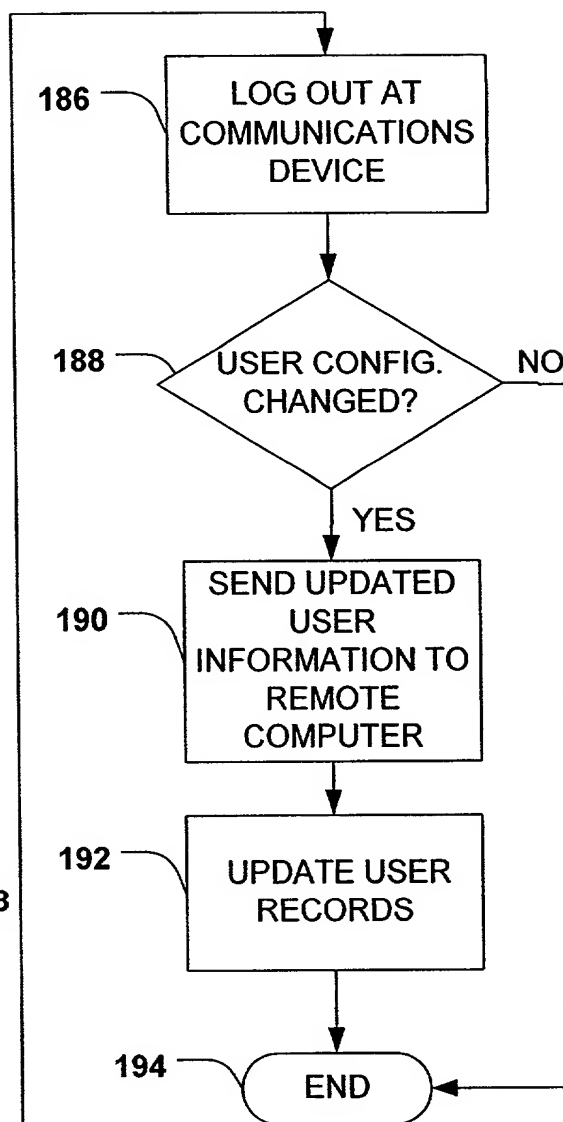 186
LOG OUT AT
COMMUNICATIONS
DEVICE
188
USER CONFIG.
CHANGED?
NO
YES
190
SEND UPDATED
USER
INFORMATION TO
REMOTE
COMPUTER
192
UPDATE USER
RECORDS
194
END